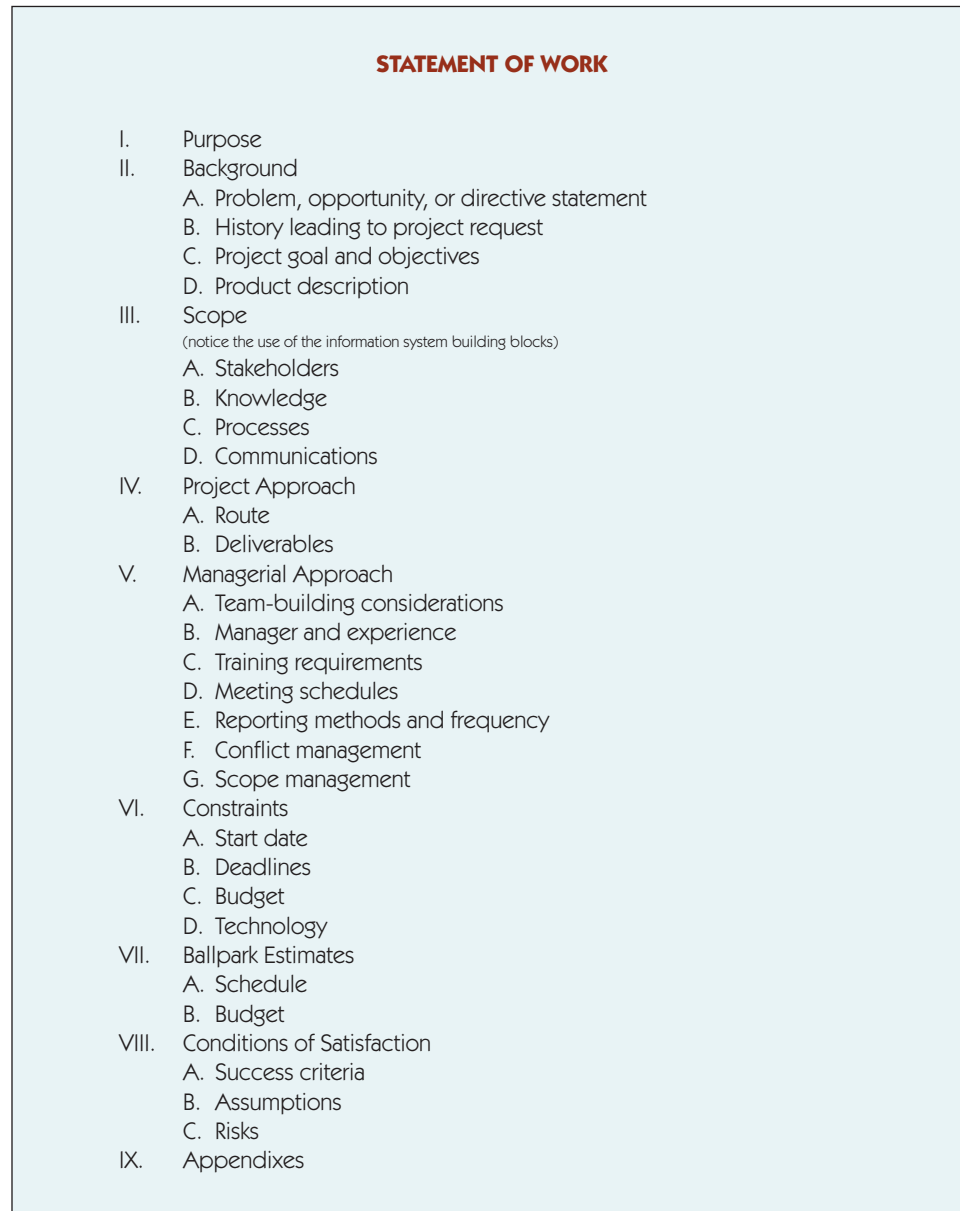 STATEMENT OF WORK
I. Purpose
II. Background
A. Problem, opportunity, or directive statement
B. History leading to project request
C. Project goal and objectives
D. Product description
III. Scope
(notice the use of the information system building blocks)
A. Stakeholders
B. Knowledge
C. Processes
D. Communications
IV. Project Approach
A. Route
B. Deliverables
V. Managerial Approach
A. Team-building considerations
B. Manager and experience
C. Training requirements
D. Meeting schedules
E. Reporting methods and frequency
F. Conflict management
G. Scope management
VI. Constraints
A. Start date
B. Deadlines
C. Budget
D. Technology
VII. Ballpark Estimates
A. Schedule
B. Budget
VIII. Conditions of Satisfaction
A. Success criteria
B. Assumptions
C. Risks
IX. Appendixes